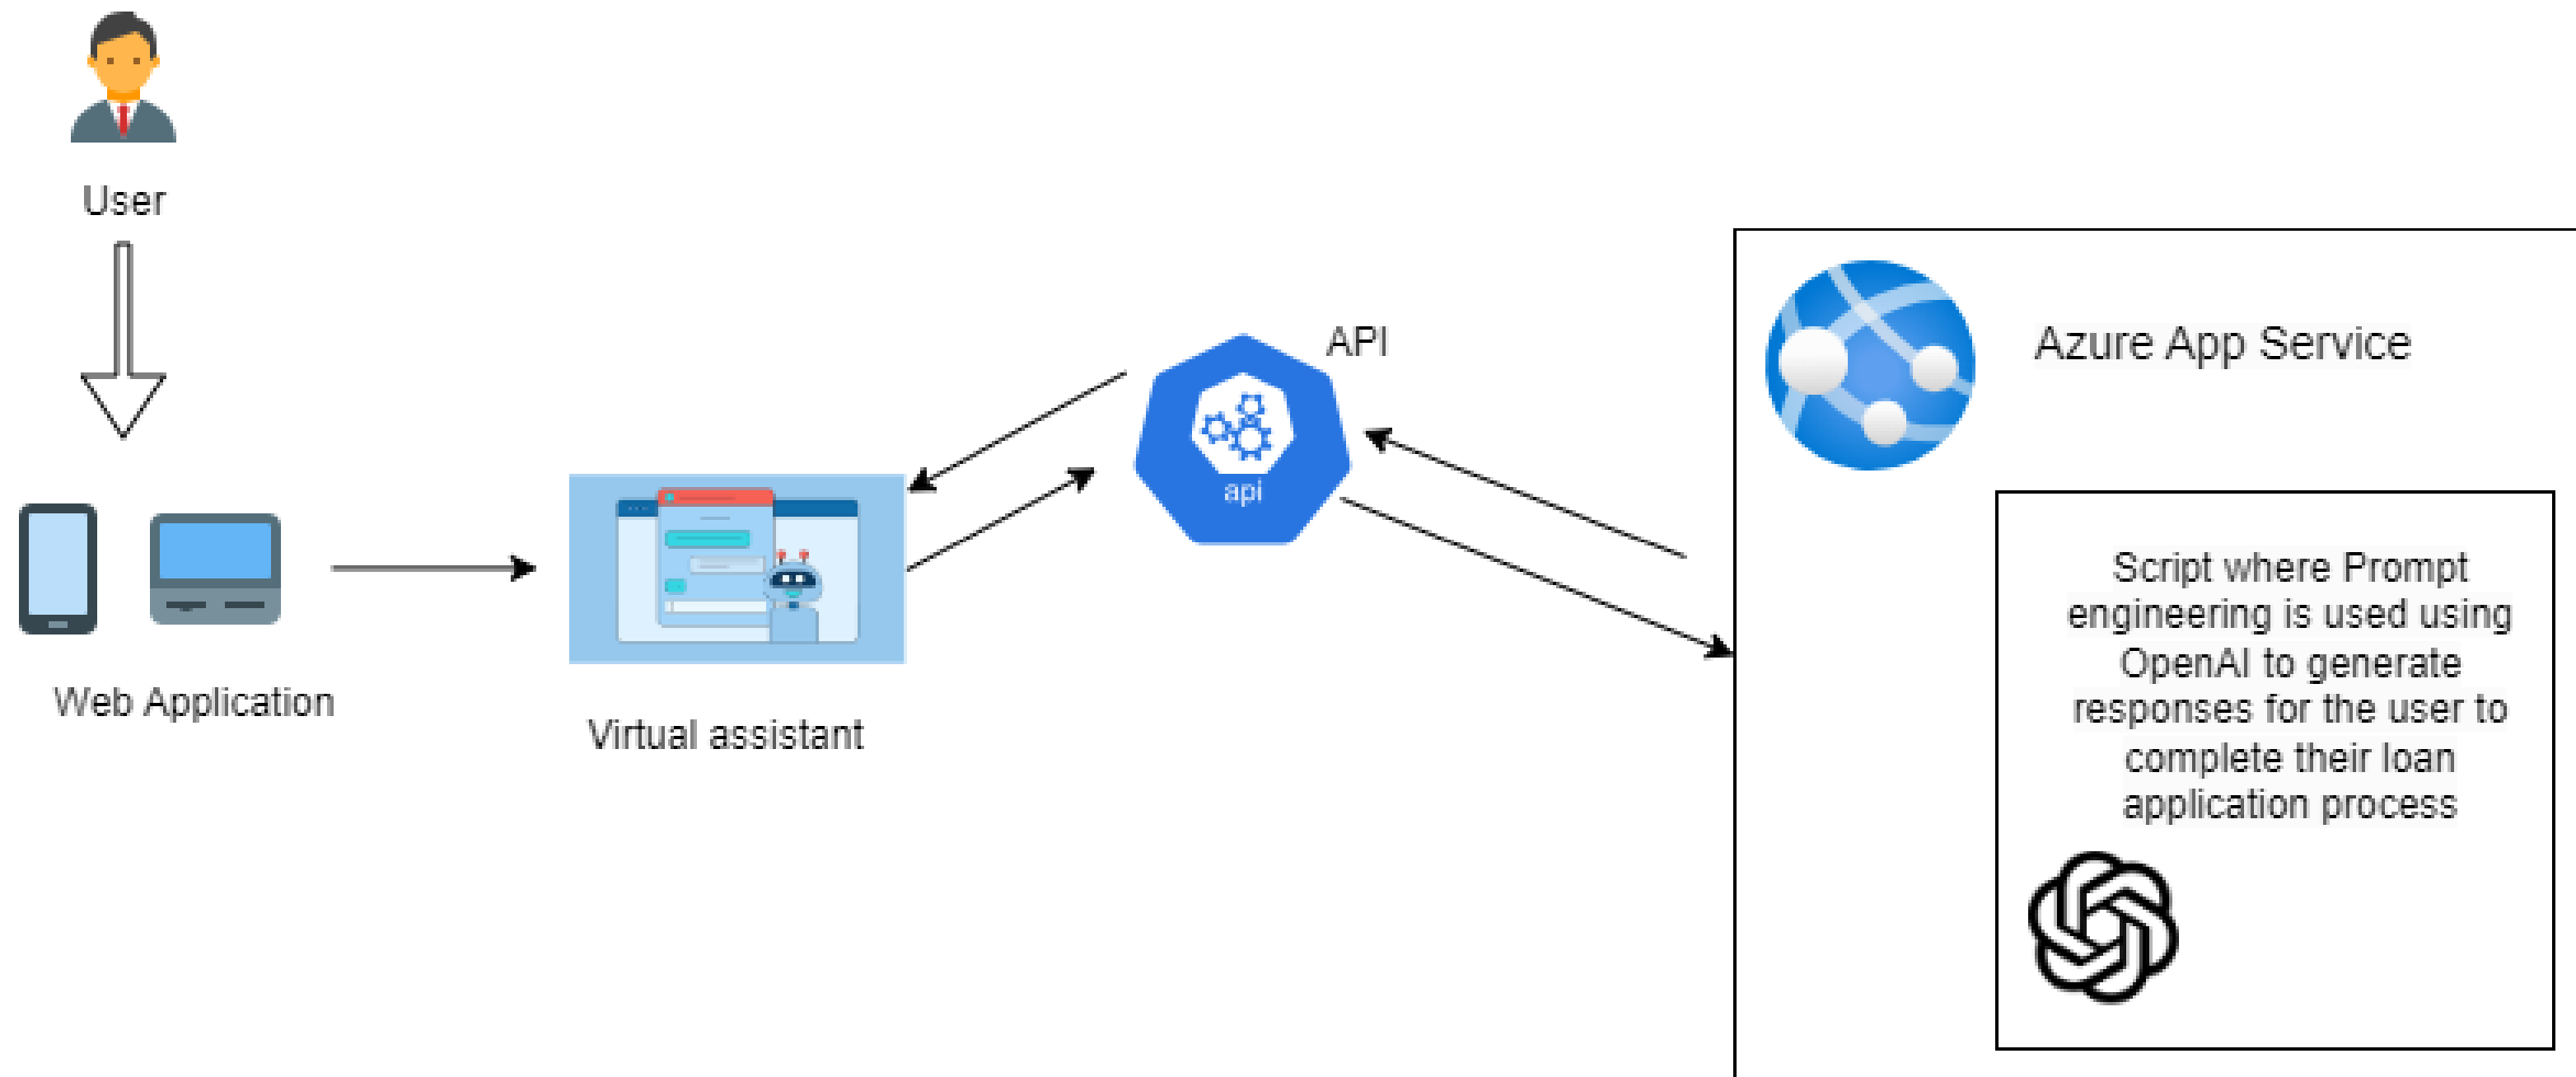 User
Web Application
Virtual assistant
API
api
Azure App Service
Script where Prompt
engineering is used using
OpenAI to generate
responses for the user to
complete their loan
application process